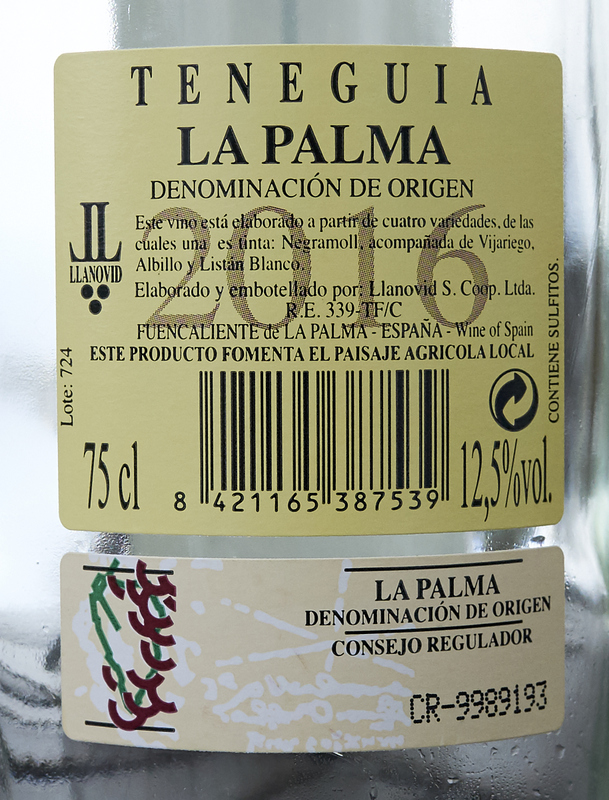 TENEGUIA
LA PALMA
DENOMINACIÓN DE ORIGEN
2016
Este vino está elaborado a partir de cuatro variedades, de las
cuales una es tinta: Negramoll, acompañada de Vijariego,
Albillo y Listán Blanco.
LL
LLANOVID
Elaborado y embotellado por: Llanovid S. Coop. Ltda.
R.E. 339-TF/C
FUENCALIENTE de LA PALMA - ESPAÑA - Wine of Spain
ESTE PRODUCTO FOMENTA EL PAISAJE AGRICOLA LOCAL
Lote: 724
CONTIENE SULFITOS.
75 cl
8 421165 387539
12,5%vol.
LA PALMA
DENOMINACIÓN DE ORIGEN
CONSEJO REGULADOR
CR-9989193